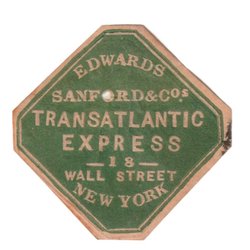 EDWARDS
SANFORD&COS
TRANSATLANTIC
EXPRESS
—18—
WALL STREET
NEW YORK